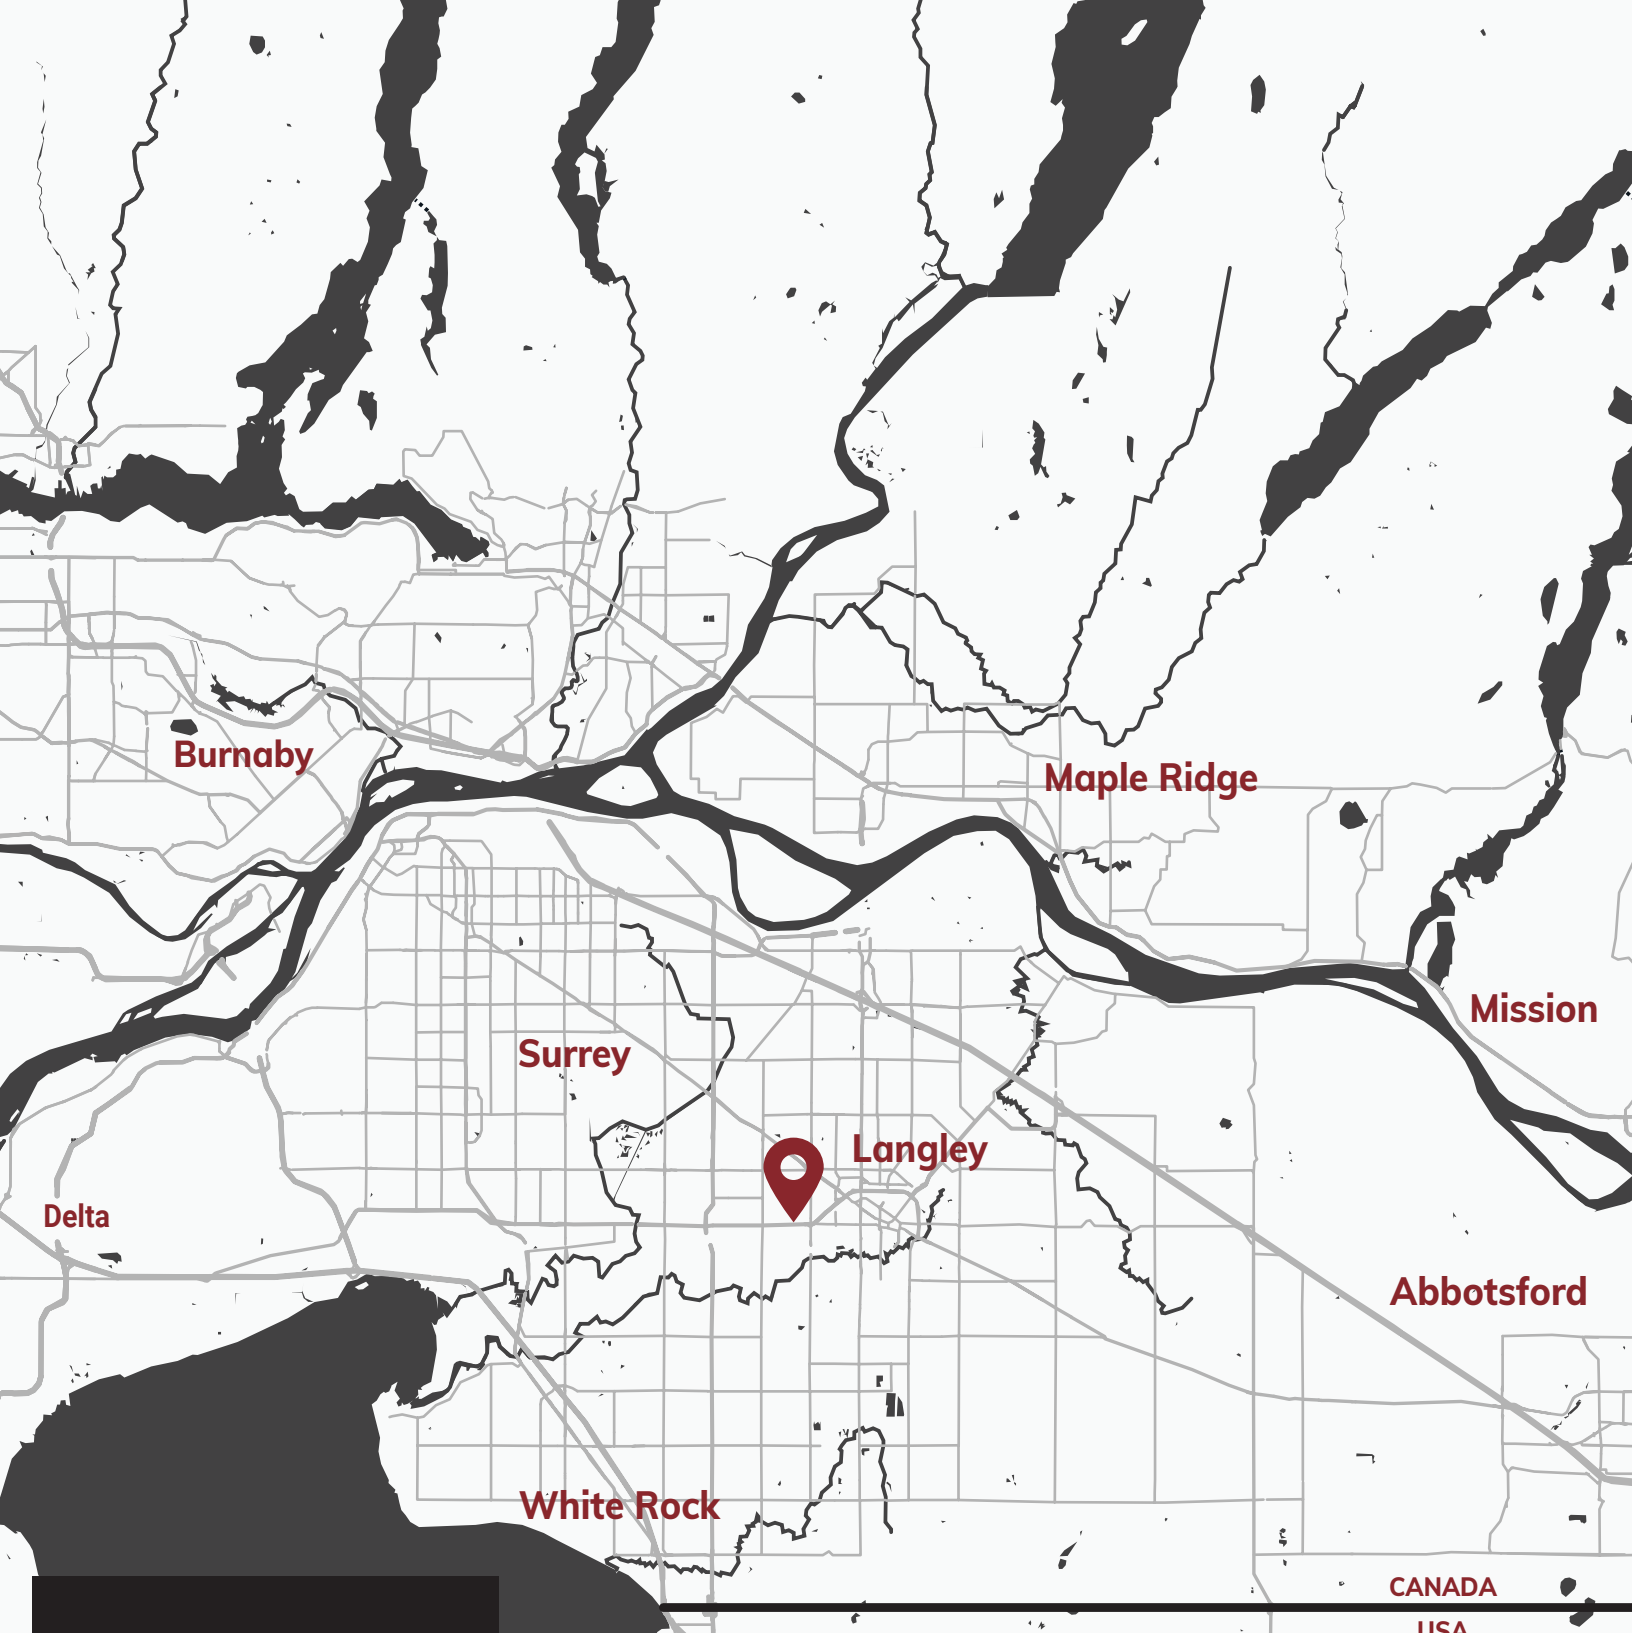 Burnaby
Maple Ridge
Mission
Surrey
Langley
Delta
Abbotsford
White Rock
CANADA
USA